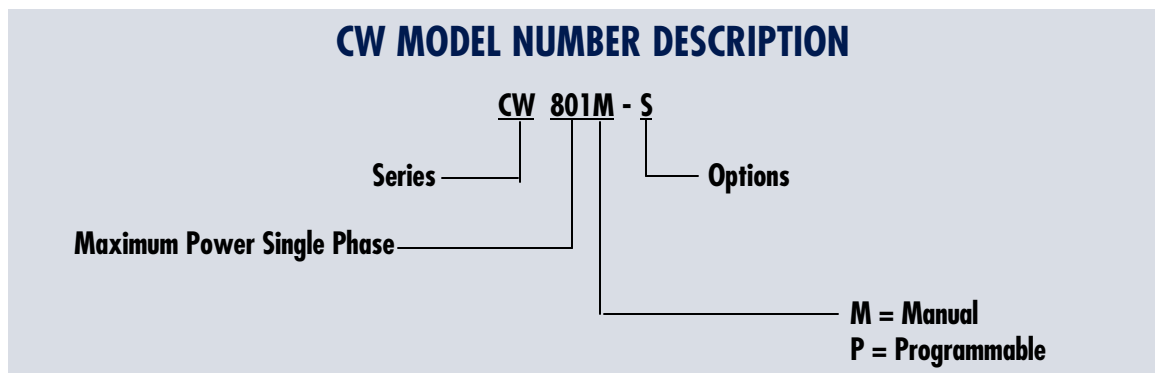 CW MODEL NUMBER DESCRIPTION
CW 801M - S
Series
Options
Maximum Power Single Phase
M = Manual
P = Programmable